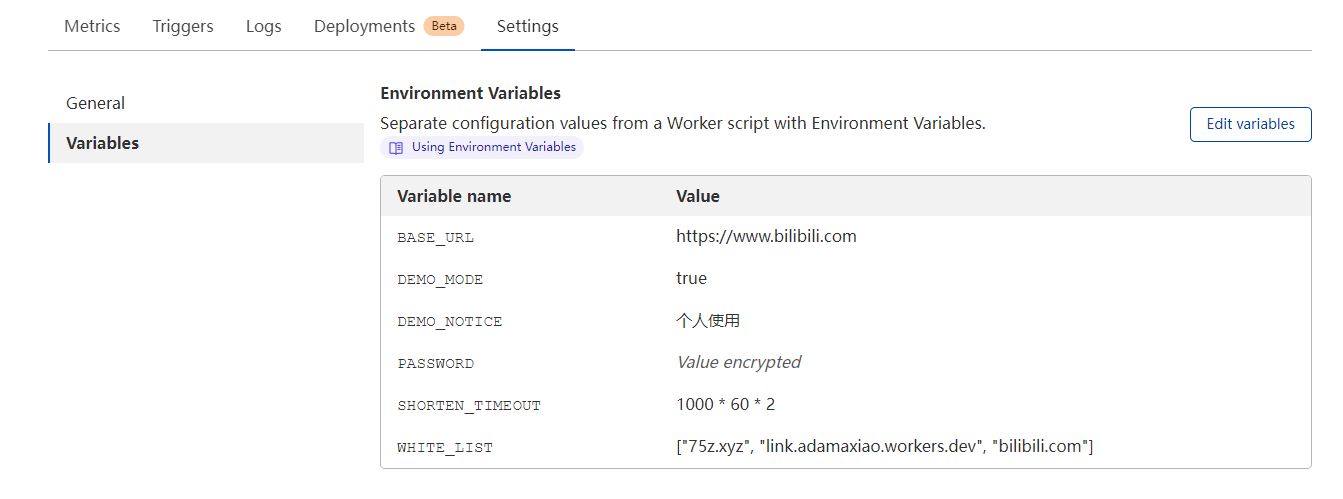 Metrics Triggers Logs Deployments Beta Settings
General
Variables
Environment Variables
Separate configuration values from a Worker script with Environment Variables.
Using Environment Variables
Edit variables
Variable name Value
BASE_URL https://www.bilibili.com
DEMO_MODE true
DEMO_NOTICE 个人使用
PASSWORD Value encrypted
SHORTEN_TIMEOUT 1000 * 60 * 2
WHITE_LIST ["75z.xyz", "link.adamaxiao.workers.dev", "bilibili.com"]